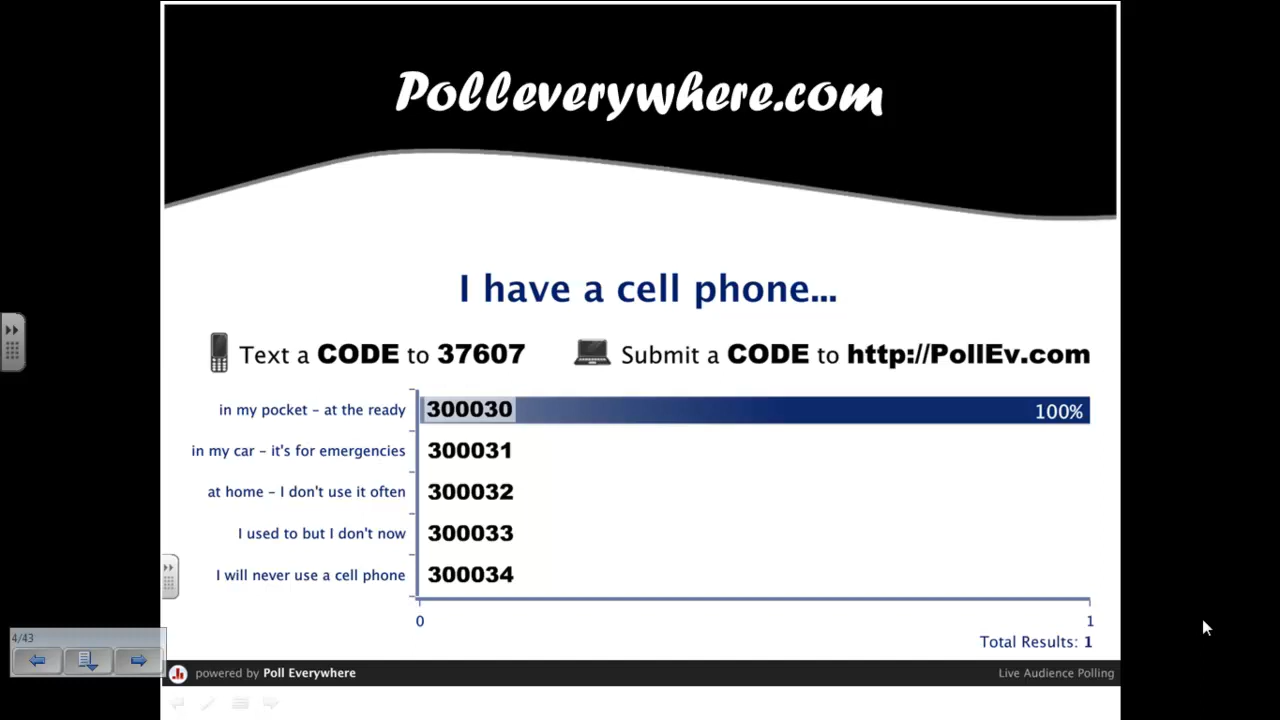 Polleverywhere.com
I have a cell phone...
Text a CODE to 37607 Submit a CODE to http://PollEv.com
in my pocket – at the ready 300030 100%
in my car – it's for emergencies 300031
at home – I don't use it often 300032
I used to but I don't now 300033
I will never use a cell phone 300034
0 1
Total Results: 1
4/43
powered by Poll Everywhere Live Audience Polling